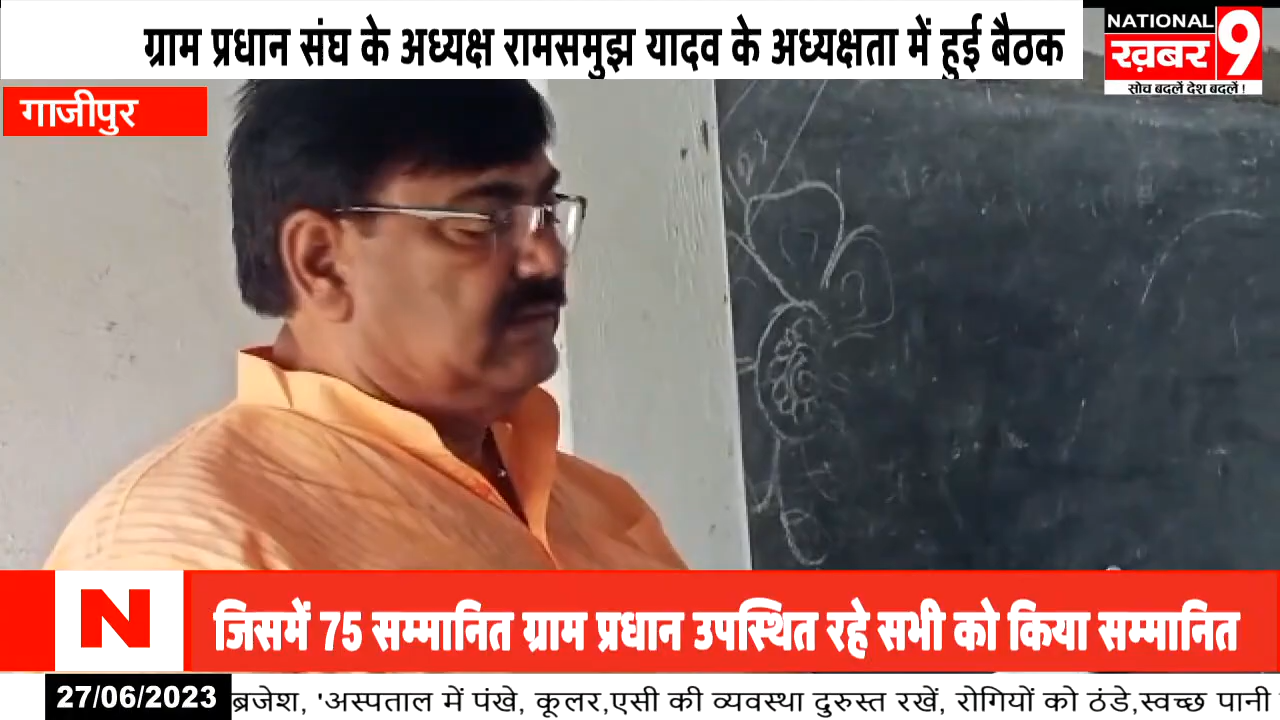 ग्राम प्रधान संघ के अध्यक्ष रामसमुझ यादव के अध्यक्षता में हुई बैठक
NATIONAL
ख़बर 9
सोच बदलें देश बदलें !
गाजीपुर
N
जिसमें 75 सम्मानित ग्राम प्रधान उपस्थित रहे सभी को किया सम्मानित
27/06/2023
ब्रजेश, 'अस्पताल में पंखे, कूलर,एसी की व्यवस्था दुरुस्त रखें, रोगियों को ठंडे,स्वच्छ पानी